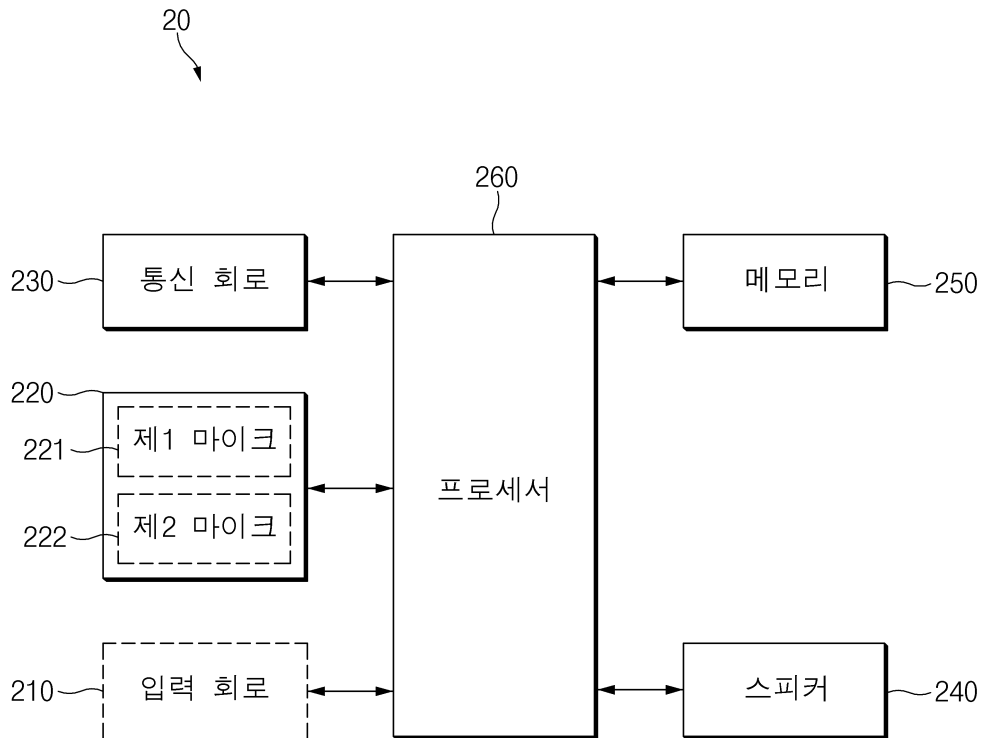 20
260
230
통신 회로
메모리
250
220
제1 마이크
221
프로세서
제2 마이크
222
210
입력 회로
스피커
240